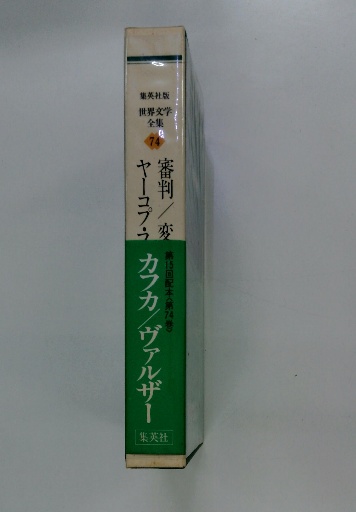 集英社版
世界文学
全集
74
審判／変
ヤーコプ・フ
第15回配本・第74巻
カフカ／ヴァルザー
集英社